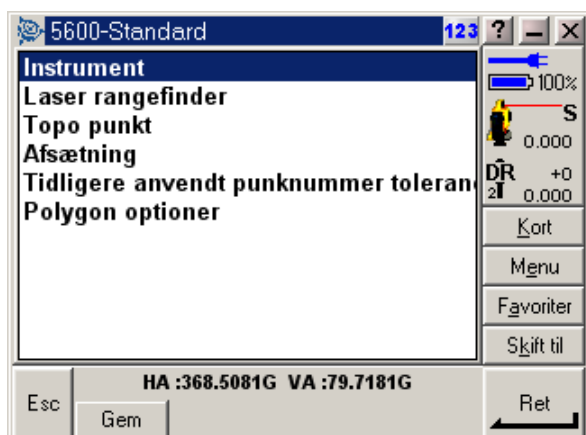 5600-Standard 123 ? _ X
Instrument
Laser rangefinder
Topo punkt
Afsætning
Tidligere anvendt punknummer toleran
Polygon optioner
100%
S
0.000
DR +0
2 0.000
Kort
Menu
Favoriter
Skift til
HA :368.5081G VA :79.7181G
Esc
Gem
Ret